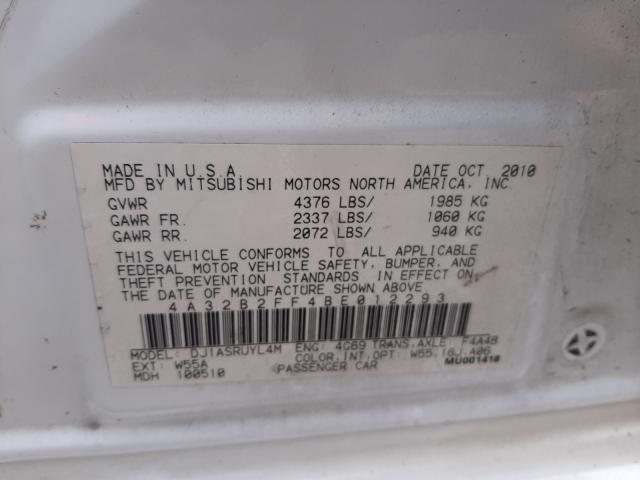 MADE IN U.S.A. DATE OCT. 2010
MFD BY MITSUBISHI MOTORS NORTH AMERICA, INC.
GVWR 4376 LBS/ 1985 KG
GAWR FR. 2337 LBS/ 1060 KG
GAWR RR. 2072 LBS/ 940 KG
THIS VEHICLE CONFORMS TO ALL APPLICABLE
FEDERAL MOTOR VEHICLE SAFETY, BUMPER, AND
THEFT PREVENTION STANDARDS IN EFFECT ON
THE DATE OF MANUFACTURE SHOWN ABOVE
4A32B2FF4BE012293
MODEL: DJ1ASRUYL4M ENG: 4G69 TRANS.AXLE: F4A4B
EXT: W55A COLOR,INT,OPT: W55,16J,A06
MDH 100510 PASSENGER CAR MU001410